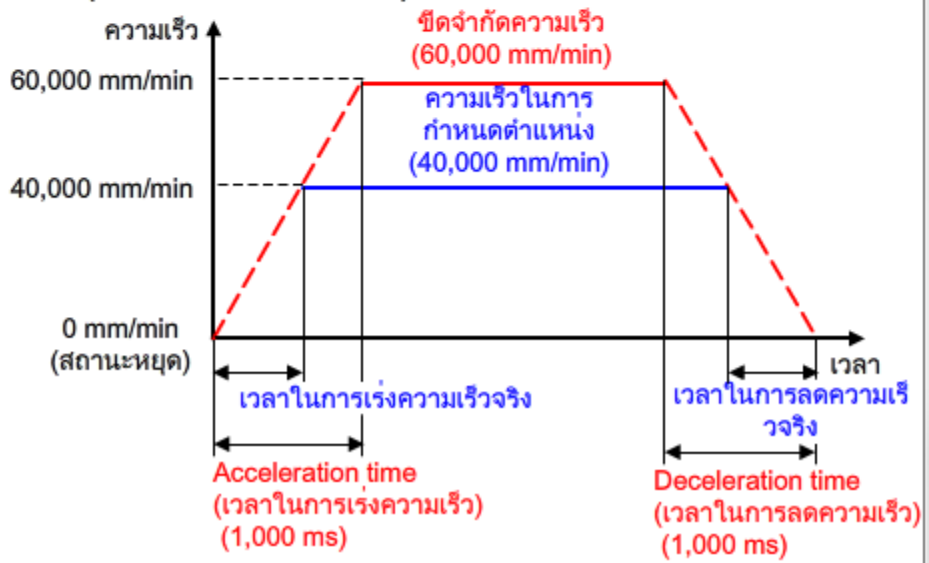 ความเร็ว
ขีดจำกัดความเร็ว
(60,000 mm/min)
60,000 mm/min
ความเร็วในการ
กำหนดตำแหน่ง
(40,000 mm/min)
40,000 mm/min
0 mm/min
(สถานะหยุด)
เวลา
เวลาในการเร่งความเร็วจริง
เวลาในการลดความเร็
วจริง
Acceleration time
(เวลาในการเร่งความเร็ว)
(1,000 ms)
Deceleration time
(เวลาในการลดความเร็ว)
(1,000 ms)